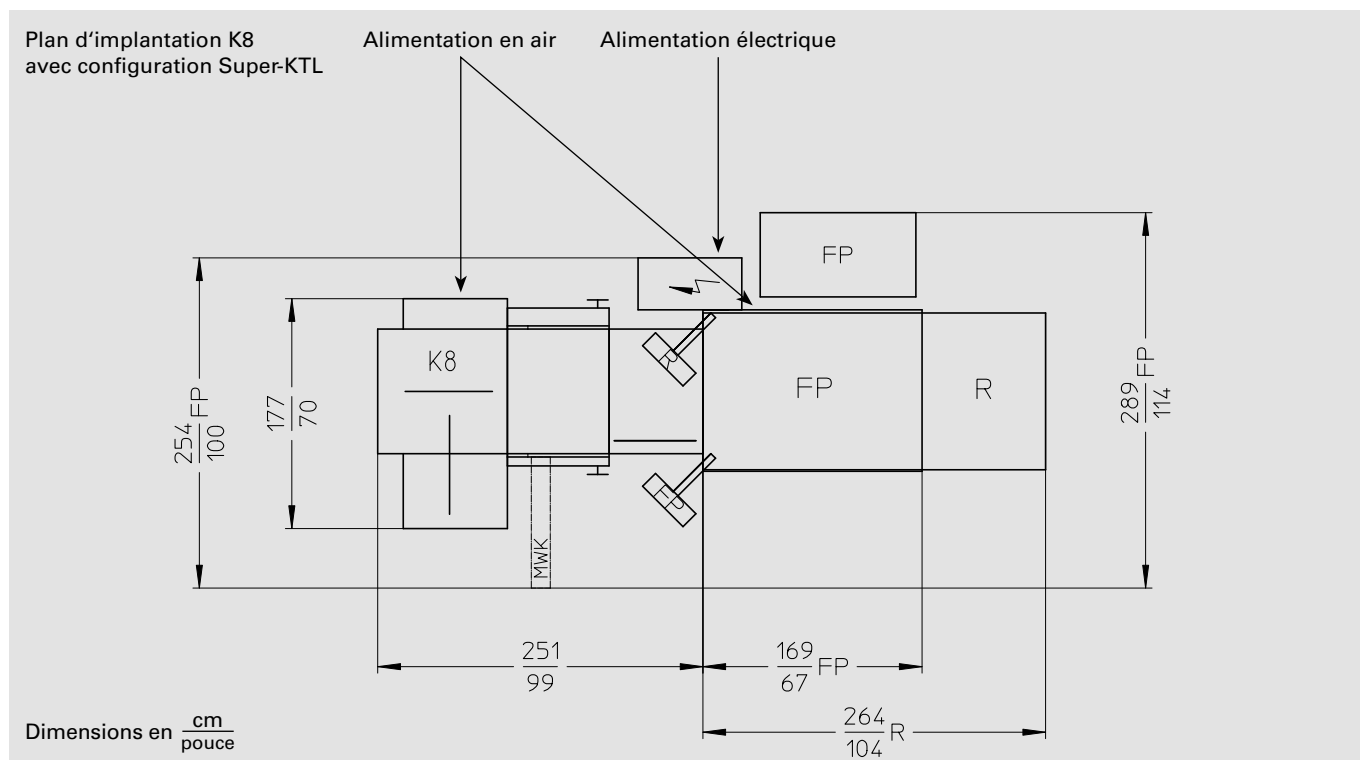 Plan d‘implantation K8
avec configuration Super-KTL
Alimentation en air
Alimentation électrique
FP
K8
R
FP
R
FP
MWK
254 FP
100
177
70
289 FP
114
251
99
169 FP
67
264 R
104
Dimensions en cm
pouce